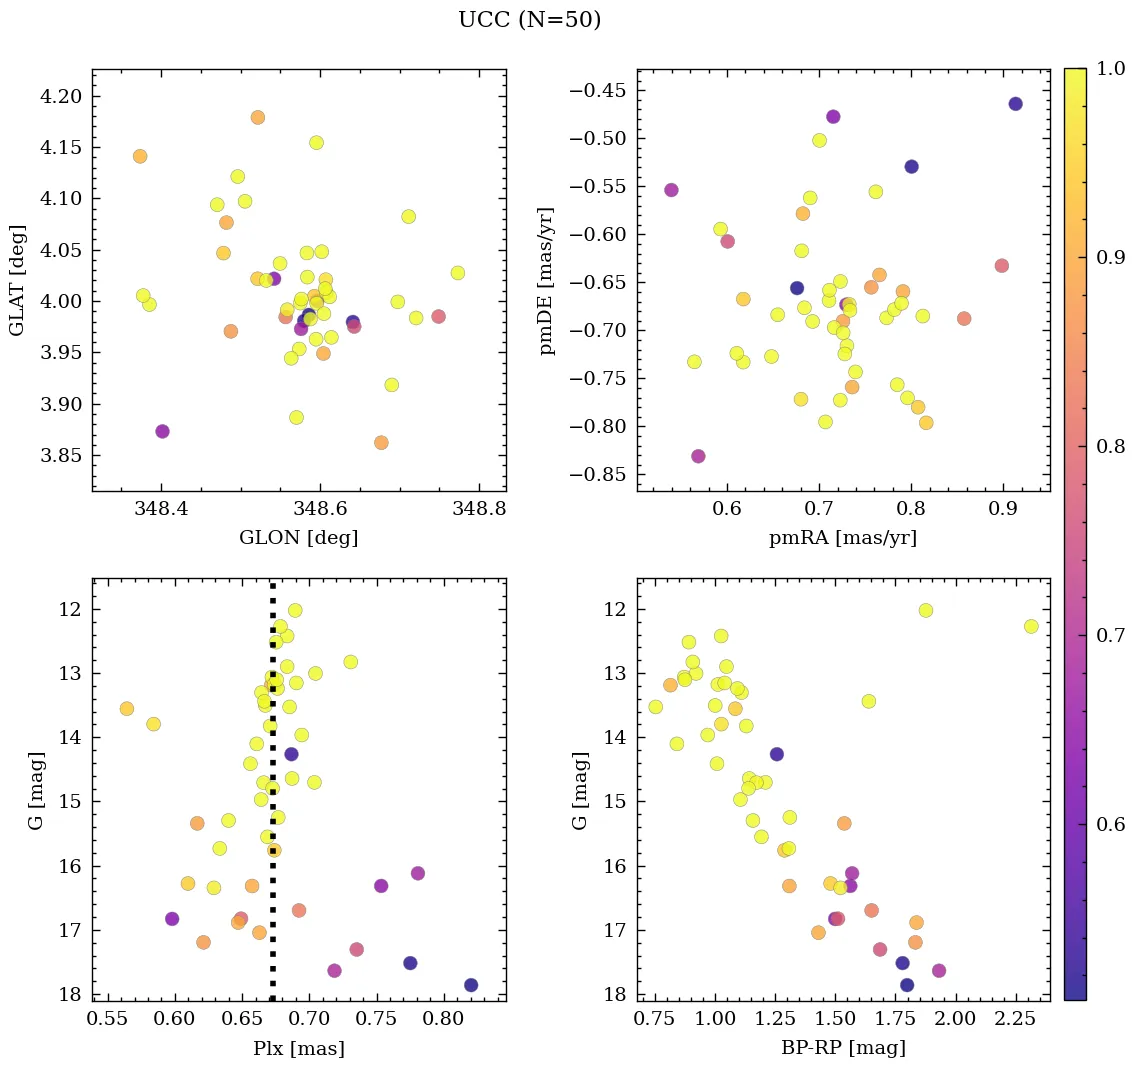 UCC (N=50)
4.20
4.15
4.10
4.05
4.00
3.95
3.90
3.85
GLAT [deg]
348.4 348.6 348.8
GLON [deg]
−0.45
−0.50
−0.55
−0.60
−0.65
−0.70
−0.75
−0.80
−0.85
pmDE [mas/yr]
0.6 0.7 0.8 0.9
pmRA [mas/yr]
12
13
14
15
16
17
18
G [mag]
0.55 0.60 0.65 0.70 0.75 0.80
Plx [mas]
12
13
14
15
16
17
18
G [mag]
0.75 1.00 1.25 1.50 1.75 2.00 2.25
BP-RP [mag]
1.0
0.9
0.8
0.7
0.6